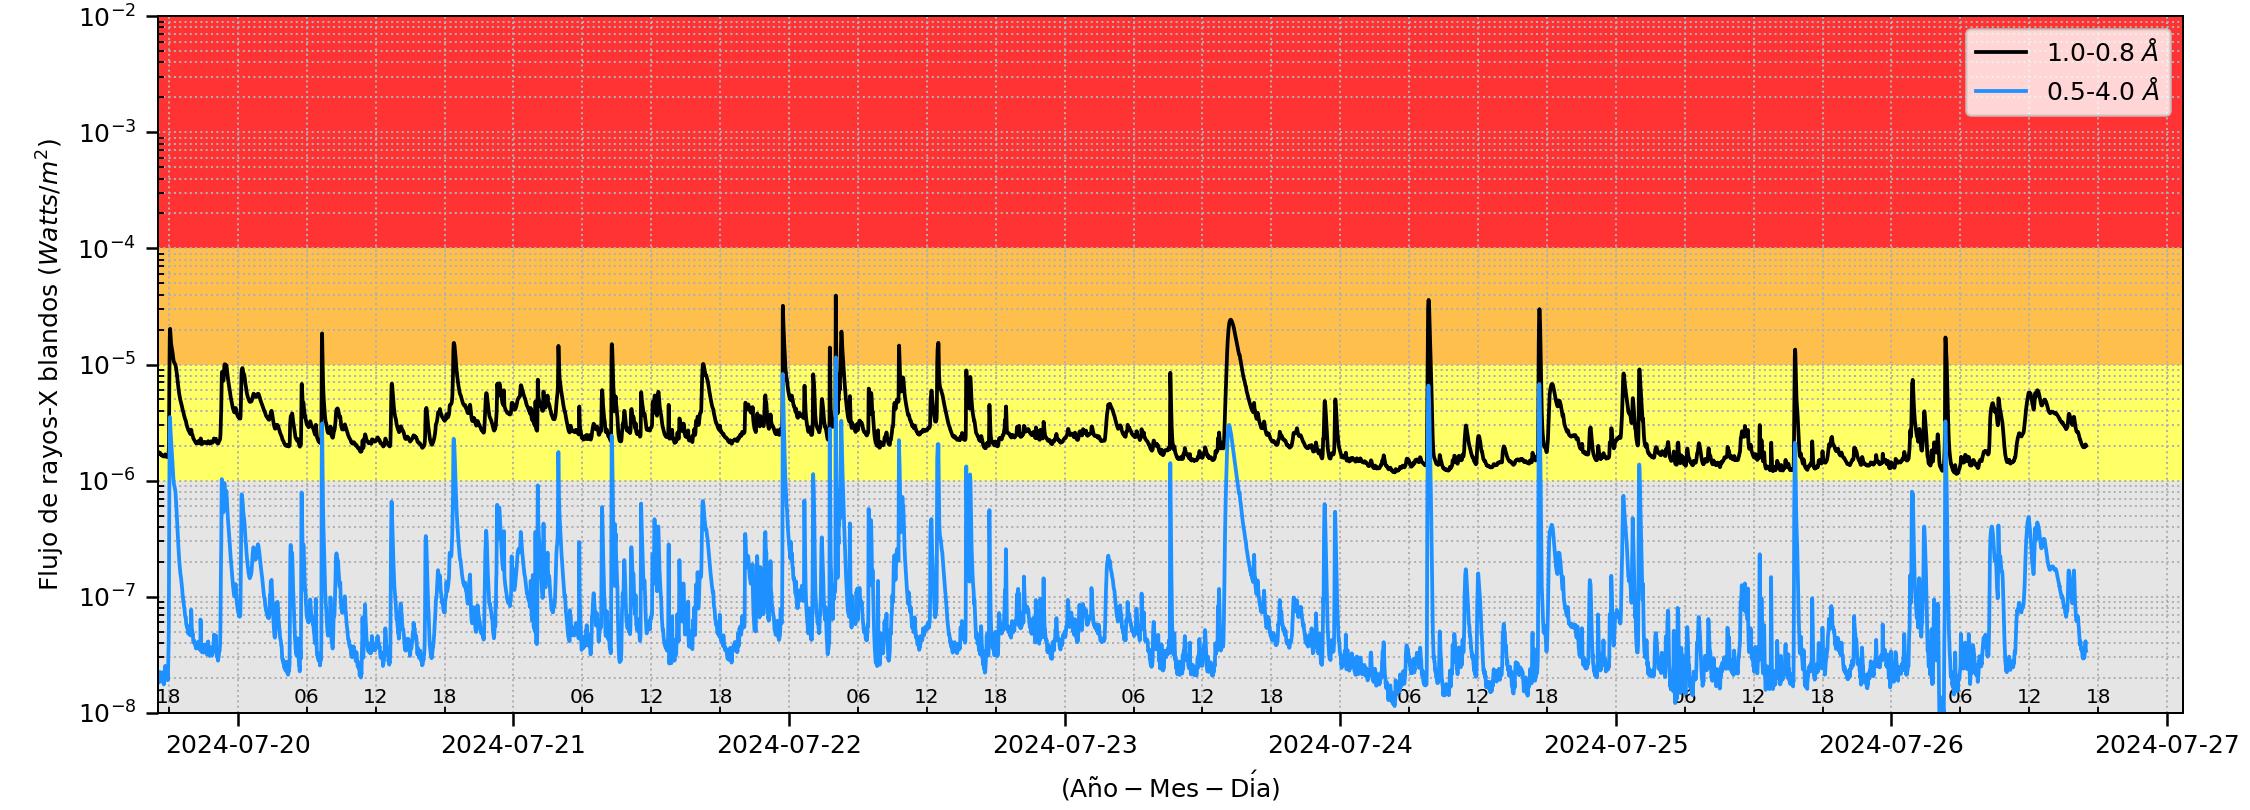 10⁻²
10⁻³
10⁻⁴
10⁻⁵
10⁻⁶
10⁻⁷
10⁻⁸
Flujo de rayos-X blandos (Watts/m²)
1.0-0.8 Å
0.5-4.0 Å
18 06 12 18 06 12 18 06 12 18 06 12 18 06 12 18 06 12 18 06 12 18
2024-07-20 2024-07-21 2024-07-22 2024-07-23 2024-07-24 2024-07-25 2024-07-26 2024-07-27
(Año − Mes − Día)